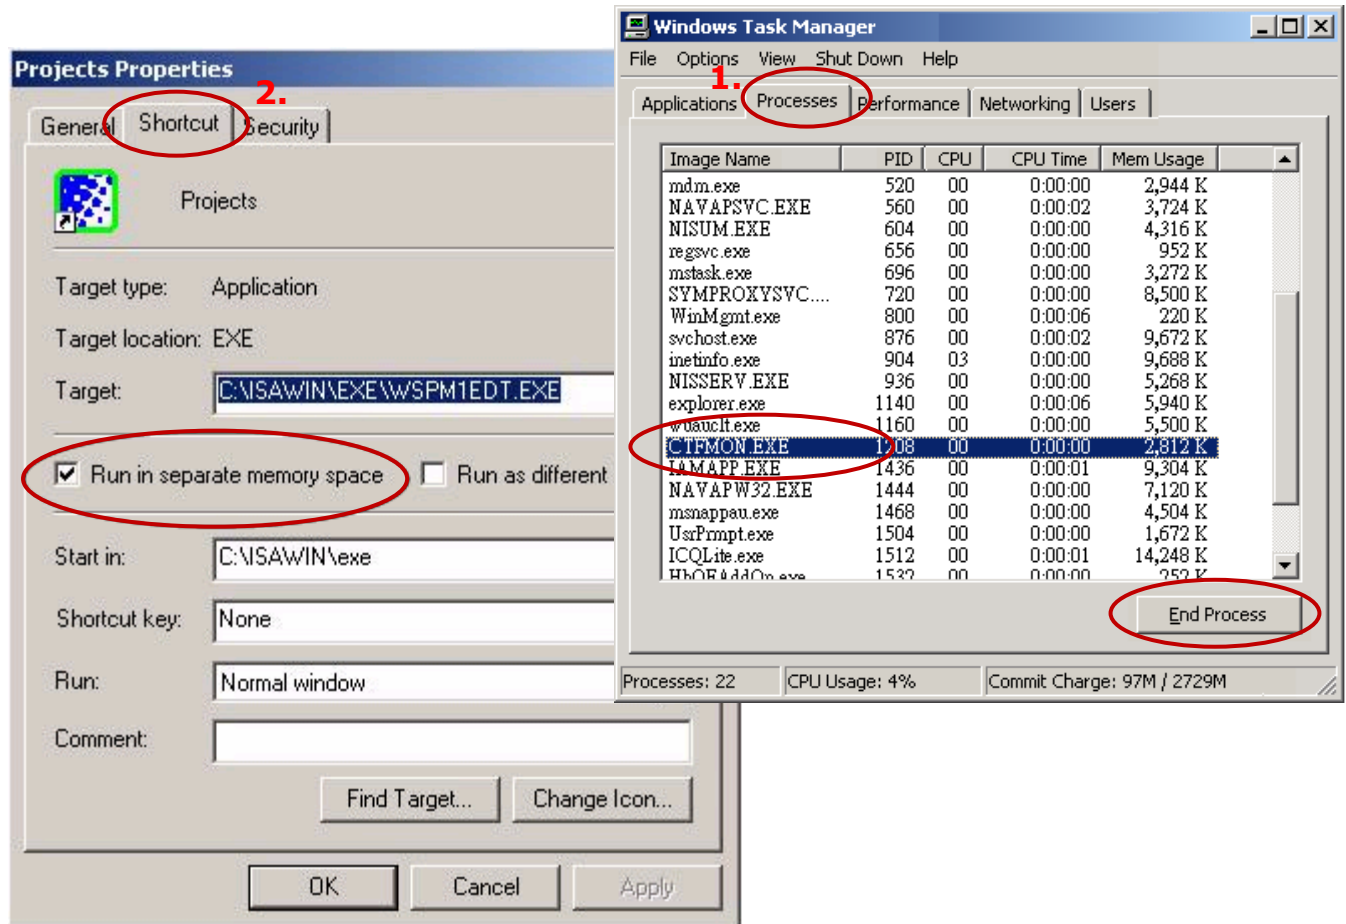 Projects Properties
2.
General Shortcut Security
Projects
Target type: Application
Target location: EXE
Target: C:\ISAWIN\EXE\WSPM1EDT.EXE
Run in separate memory space Run as different
Start in: C:\ISAWIN\exe
Shortcut key: None
Run: Normal window
Comment:
Find Target... Change Icon...
OK Cancel Apply
Windows Task Manager
File Options View Shut Down Help
1.
Applications Processes Performance Networking Users
Image Name PID CPU CPU Time Mem Usage
mdm.exe 520 00 0:00:00 2,944 K
NAVAPSVC.EXE 560 00 0:00:02 3,724 K
NISUM.EXE 604 00 0:00:00 4,316 K
regsvc.exe 656 00 0:00:00 952 K
mstask.exe 696 00 0:00:00 3,272 K
SYMPROXYSVC.... 720 00 0:00:00 8,500 K
WinMgmt.exe 800 00 0:00:06 220 K
svchost.exe 876 00 0:00:02 9,672 K
inetinfo.exe 904 03 0:00:00 9,688 K
NISSERV.EXE 936 00 0:00:00 5,268 K
explorer.exe 1140 00 0:00:06 5,940 K
wuauclt.exe 1160 00 0:00:00 5,500 K
CTFMON.EXE 1208 00 0:00:00 2,812 K
IAMAPP.EXE 1436 00 0:00:01 9,304 K
NAVAPW32.EXE 1444 00 0:00:00 7,120 K
msnappau.exe 1468 00 0:00:00 4,504 K
UsrPrmpt.exe 1504 00 0:00:00 1,672 K
ICQLite.exe 1512 00 0:00:01 14,248 K
1532 00 0:00:00 252 K
End Process
Processes: 22 CPU Usage: 4% Commit Charge: 97M / 2729M